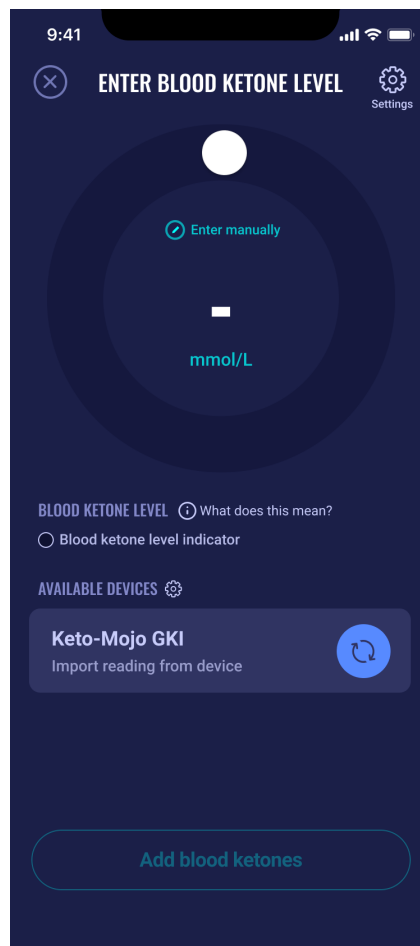 9:41
ENTER BLOOD KETONE LEVEL
Settings
Enter manually
-
mmol/L
BLOOD KETONE LEVEL
What does this mean?
Blood ketone level indicator
AVAILABLE DEVICES
Keto-Mojo GKI
Import reading from device
Add blood ketones